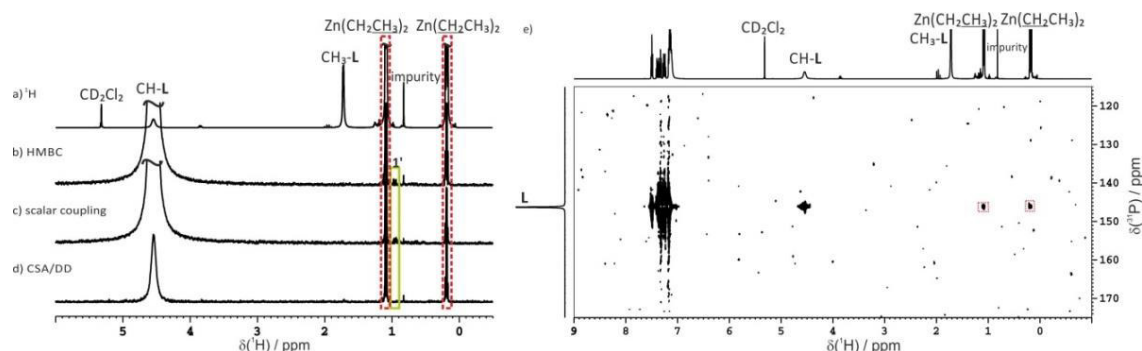 Zn(CH2CH3)2 Zn(CH2CH3)2
CH3-L
impurity
CD2Cl2 CH-L
a) ¹H
b) HMBC
1'
c) scalar coupling
d) CSA/DD
5 4 3 2 1 0
δ(¹H) / ppm
e)
Zn(CH2CH3)2 Zn(CH2CH3)2
CD2Cl2
CH3-L
CH-L
impurity
L
120
130
140
150
160
170
δ(³¹P) / ppm
9 8 7 6 5 4 3 2 1 0
δ(¹H) / ppm